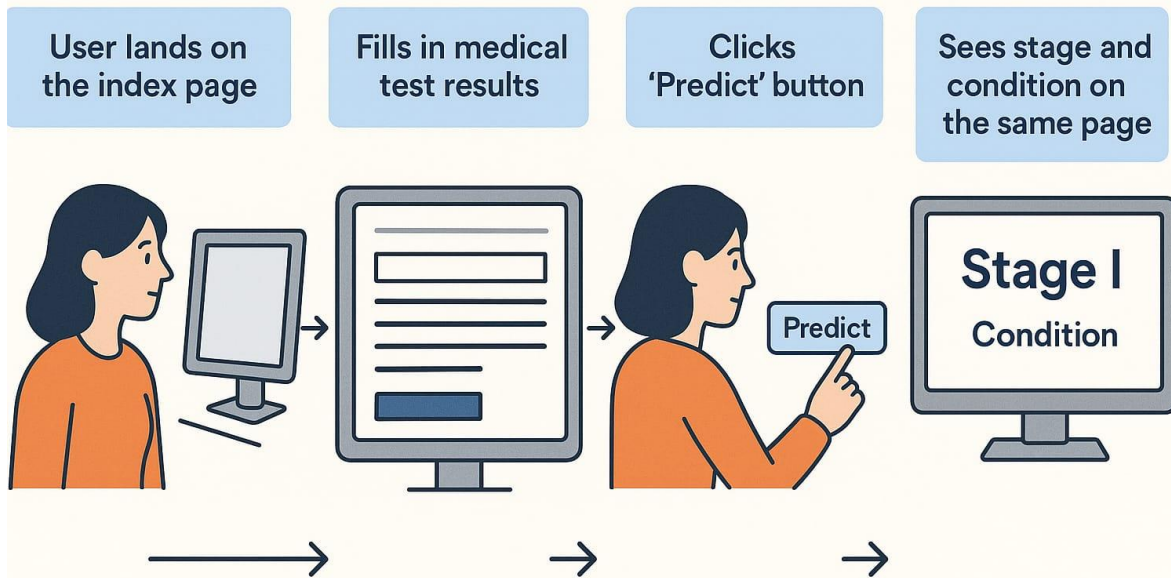 User lands on
the index page
Fills in medical
test results
Clicks
‘Predict’ button
Sees stage and
condition on
the same page
Predict
Stage I
Condition